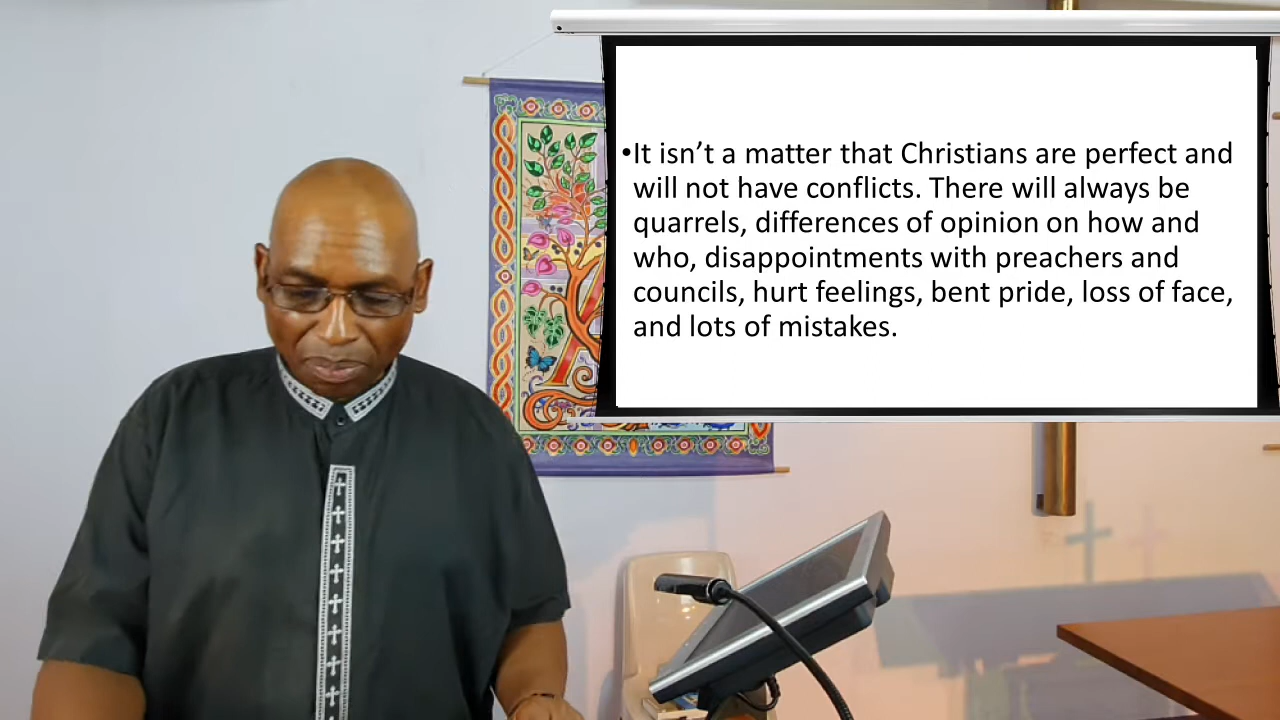 •It isn’t a matter that Christians are perfect and
will not have conflicts. There will always be
quarrels, differences of opinion on how and
who, disappointments with preachers and
councils, hurt feelings, bent pride, loss of face,
and lots of mistakes.